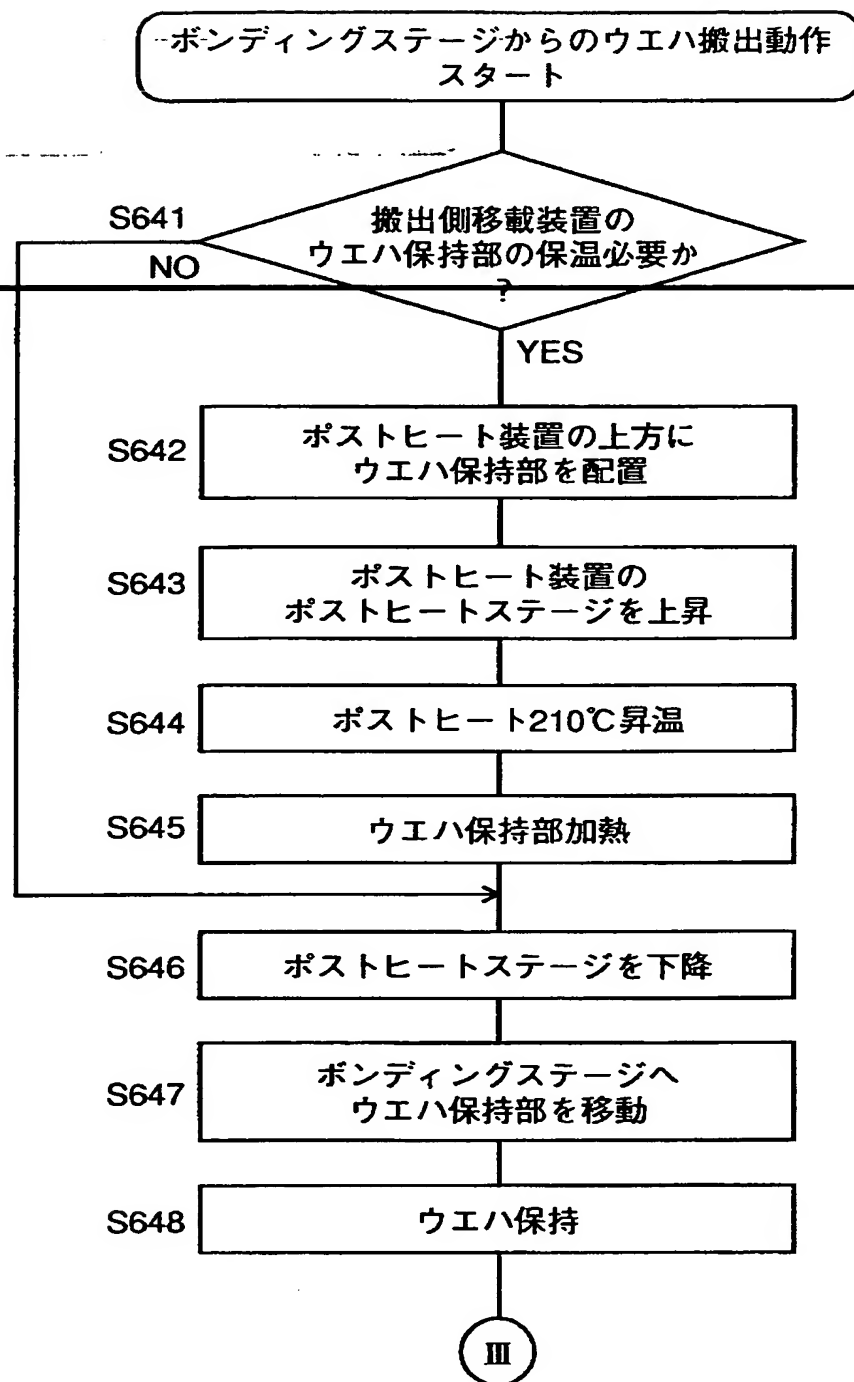 ボンディングステージからのウエハ搬出動作
スタート
S641
搬出側移載装置の
ウエハ保持部の保温必要か
?
NO
YES
S642
ポストヒート装置の上方に
ウエハ保持部を配置
S643
ポストヒート装置の
ポストヒートステージを上昇
S644
ポストヒート210℃昇温
S645
ウエハ保持部加熱
S646
ポストヒートステージを下降
S647
ボンディングステージへ
ウエハ保持部を移動
S648
ウエハ保持
III